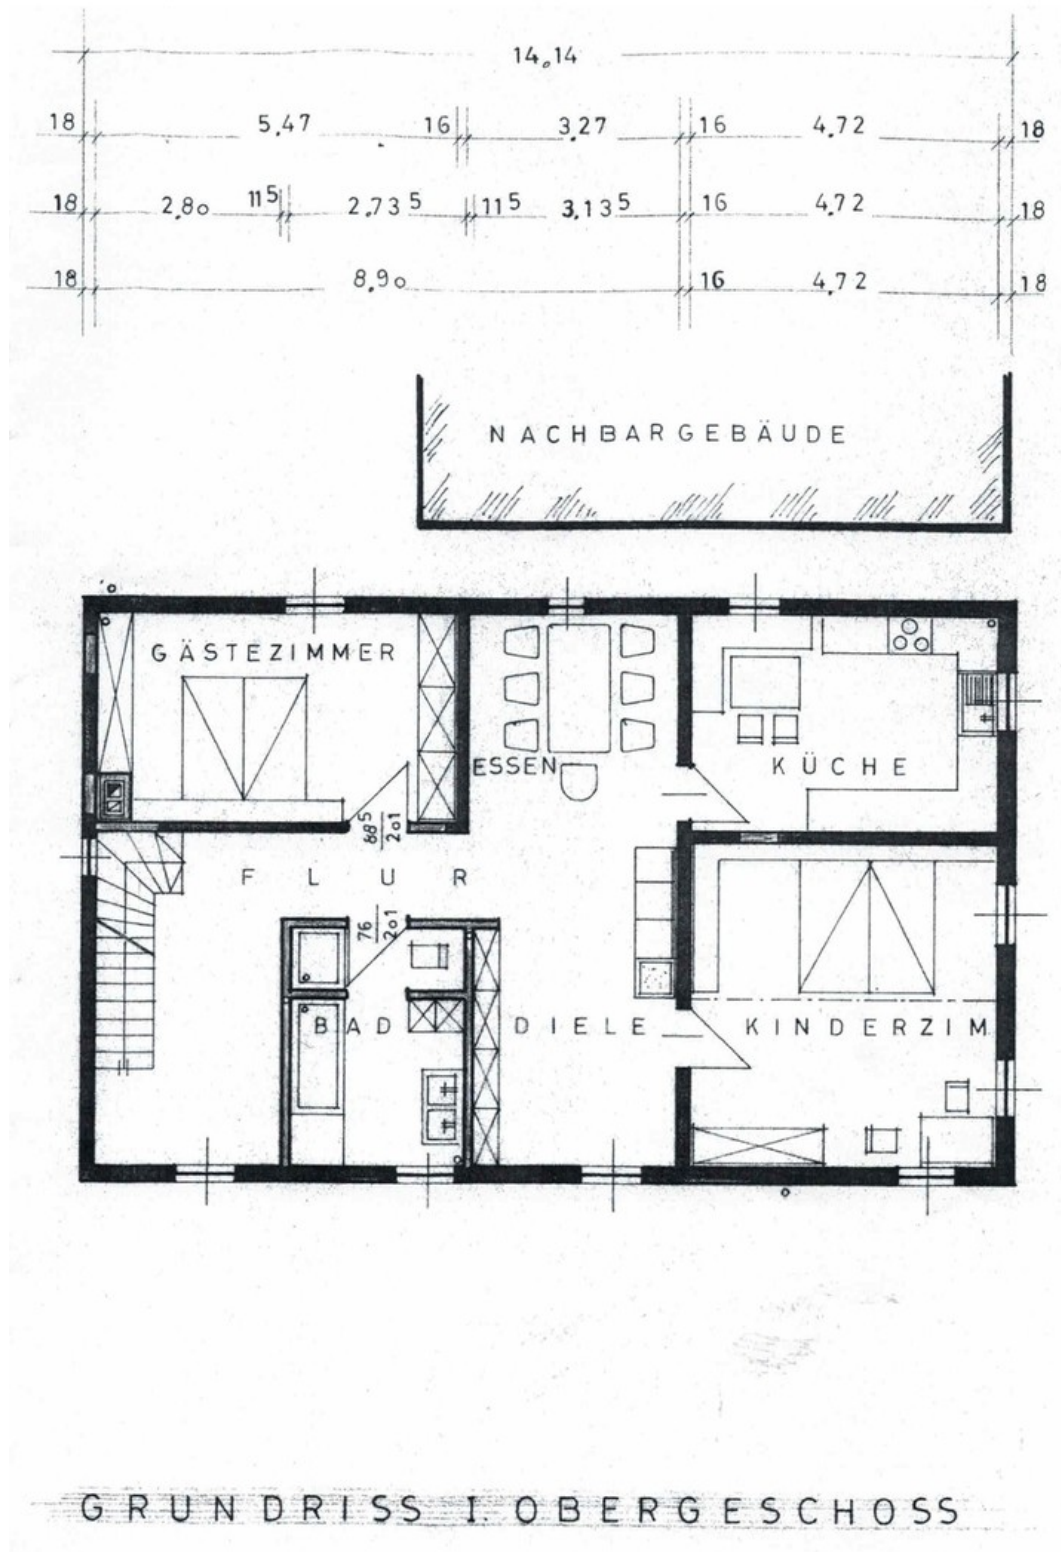 14,14
18 5,47 16 3,27 16 4,72 18
18 2,80 11⁵ 2,73⁵ 11⁵ 3,13⁵ 16 4,72 18
18 8,90 16 4,72 18
NACHBARGEBÄUDE
GÄSTEZIMMER
ESSEN
KÜCHE
88⁵
201
FLUR
76
201
BAD
DIELE
KINDERZIM
GRUNDRISS I. OBERGESCHOSS